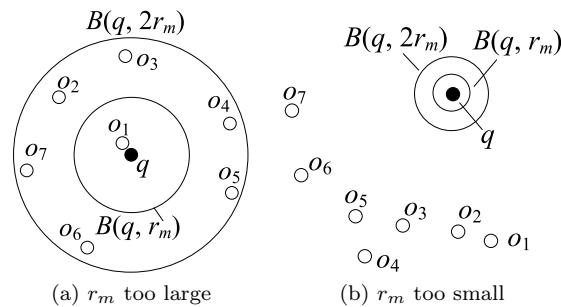 B(q, 2r_m)
o_3
o_2
o_4
o_1
o_7
q
o_5
B(q, r_m)
o_6
(a) r_m too large
B(q, 2r_m)
B(q, r_m)
q
o_7
o_6
o_5
o_3
o_2
o_1
o_4
(b) r_m too small